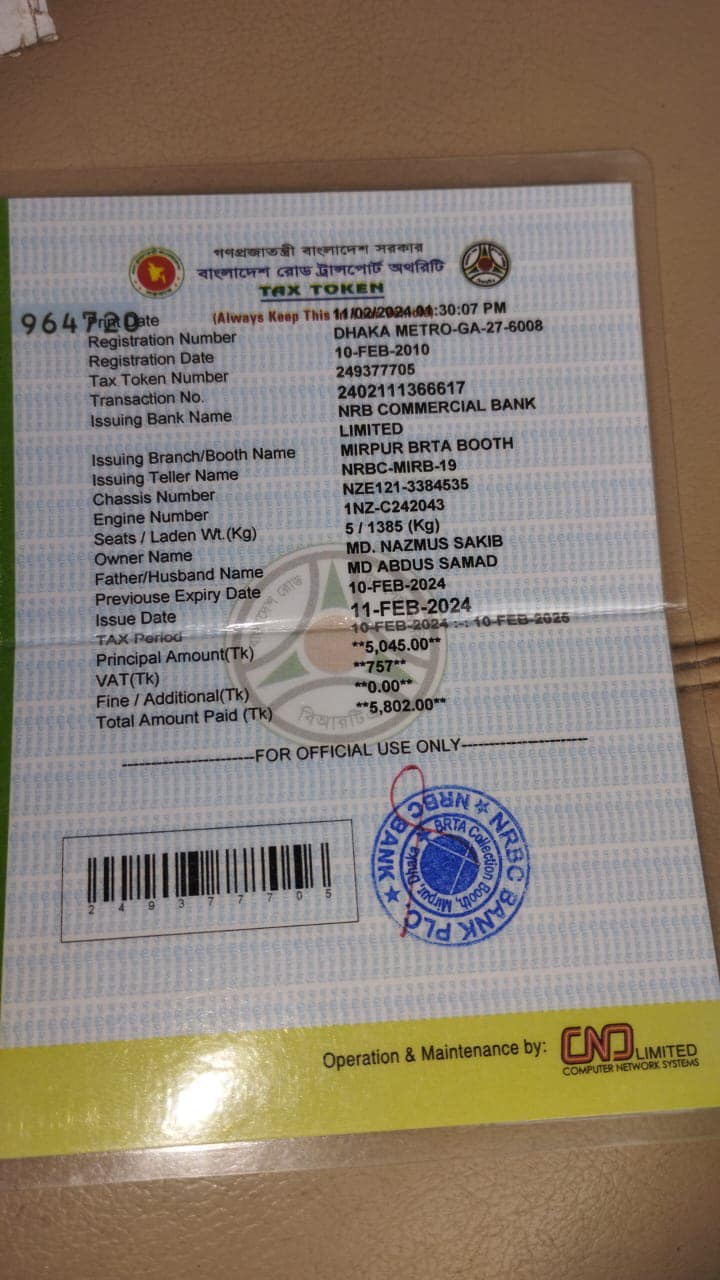 গণপ্রজাতন্ত্রী বাংলাদেশ সরকার
বাংলাদেশ রোড ট্রান্সপোর্ট অথরিটি
TAX TOKEN
(Always Keep This
964720
Print Date 11/02/2024 01:30:07 PM
Registration Number DHAKA METRO-GA-27-6008
Registration Date 10-FEB-2010
Tax Token Number 249377705
Transaction No. 2402111366617
Issuing Bank Name NRB COMMERCIAL BANK
LIMITED
Issuing Branch/Booth Name MIRPUR BRTA BOOTH
Issuing Teller Name NRBC-MIRB-19
Chassis Number NZE121-3384535
Engine Number 1NZ-C242043
Seats / Laden Wt.(Kg) 5 / 1385 (Kg)
Owner Name MD. NAZMUS SAKIB
Father/Husband Name MD ABDUS SAMAD
Previouse Expiry Date 10-FEB-2024
Issue Date 11-FEB-2024
TAX Period 10-FEB-2024 :-: 10-FEB-2025
Principal Amount(Tk) **5,045.00**
VAT(Tk) **757**
Fine / Additional(Tk) **0.00**
Total Amount Paid (Tk) **5,802.00**
FOR OFFICIAL USE ONLY
249377705
NRBC BANK PLC ★ NRBC BANK ★
BRTA Collection Booth, Mirpur, Dhaka ★
Operation & Maintenance by:
CNS LIMITED
COMPUTER NETWORK SYSTEMS